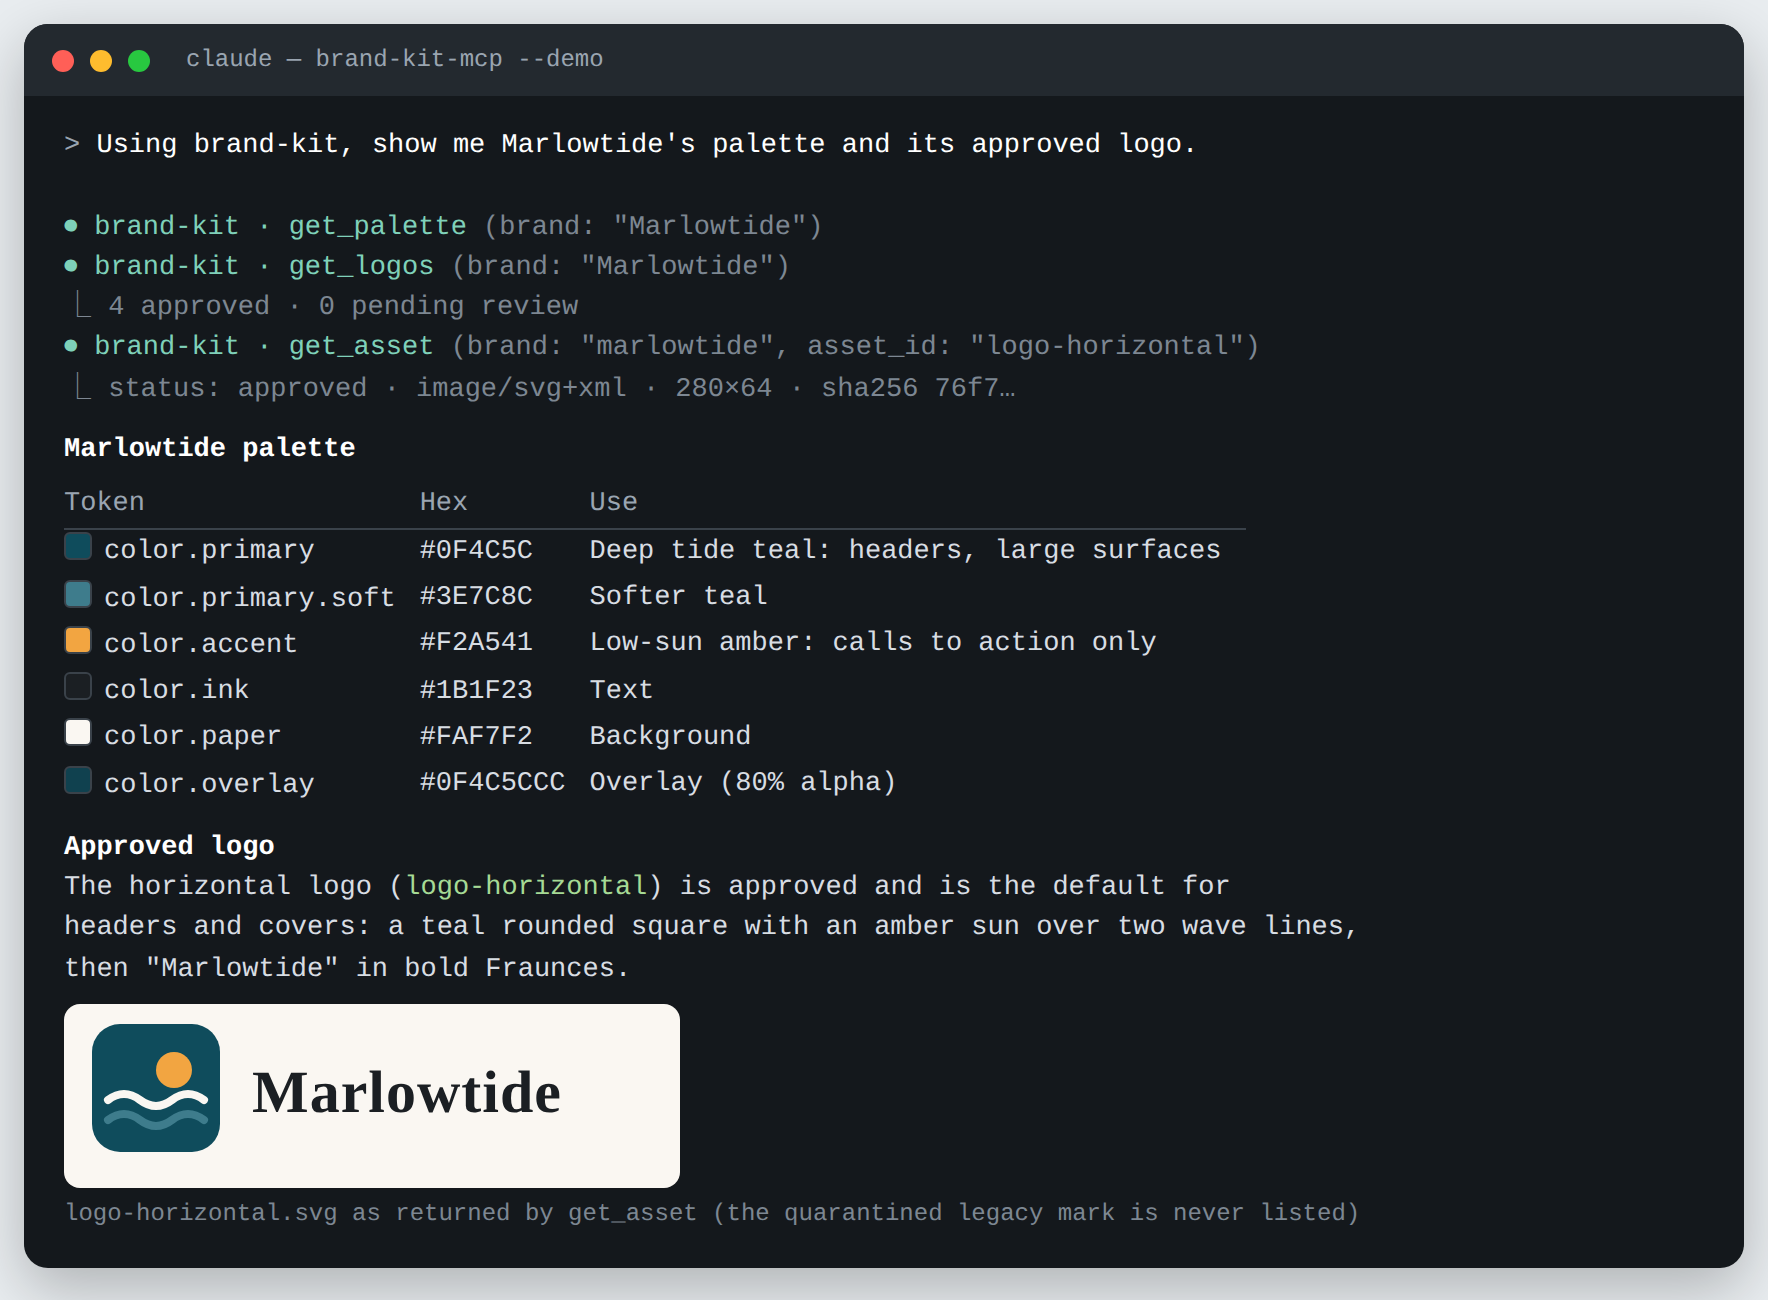 claude — brand-kit-mcp --demo
> Using brand-kit, show me Marlowtide's palette and its approved logo.
● brand-kit · get_palette (brand: "Marlowtide")
● brand-kit · get_logos (brand: "Marlowtide")
⎿ 4 approved · 0 pending review
● brand-kit · get_asset (brand: "marlowtide", asset_id: "logo-horizontal")
⎿ status: approved · image/svg+xml · 280×64 · sha256 76f7…
Marlowtide palette
Token Hex Use
color.primary #0F4C5C Deep tide teal: headers, large surfaces
color.primary.soft #3E7C8C Softer teal
color.accent #F2A541 Low-sun amber: calls to action only
color.ink #1B1F23 Text
color.paper #FAF7F2 Background
color.overlay #0F4C5CCC Overlay (80% alpha)
Approved logo
The horizontal logo (logo-horizontal) is approved and is the default for
headers and covers: a teal rounded square with an amber sun over two wave lines,
then "Marlowtide" in bold Fraunces.
Marlowtide
logo-horizontal.svg as returned by get_asset (the quarantined legacy mark is never listed)